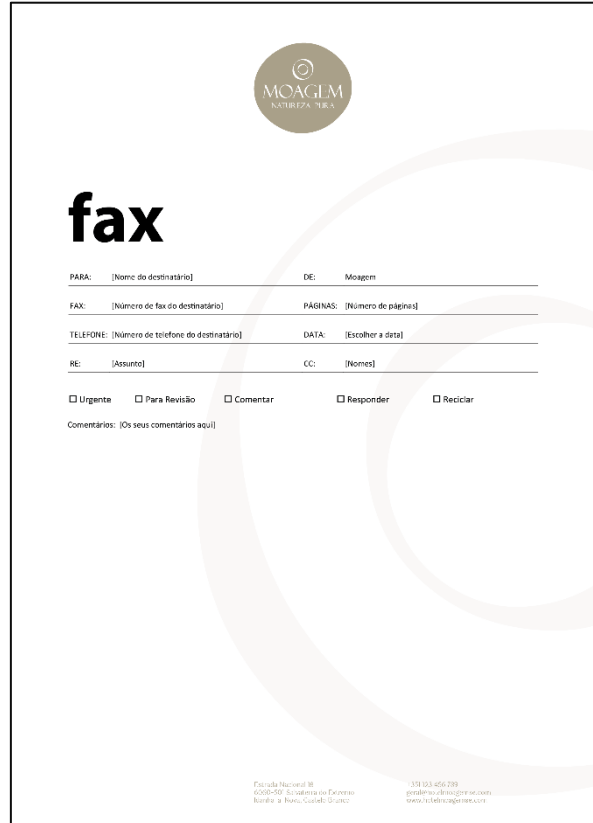 MOAGEM
NATUREZA PURA
fax
PARA: [Nome do destinatário] DE: Moagem
FAX: [Número de fax do destinatário] PÁGINAS: [Número de páginas]
TELEFONE: [Número de telefone do destinatário] DATA: [Escolher a data]
RE: [Assunto] CC: [Nomes]
☐ Urgente ☐ Para Revisão ☐ Comentar ☐ Responder ☐ Reciclar
Comentários: [Os seus comentários aqui]
Estrada Nacional
Castelo Branco